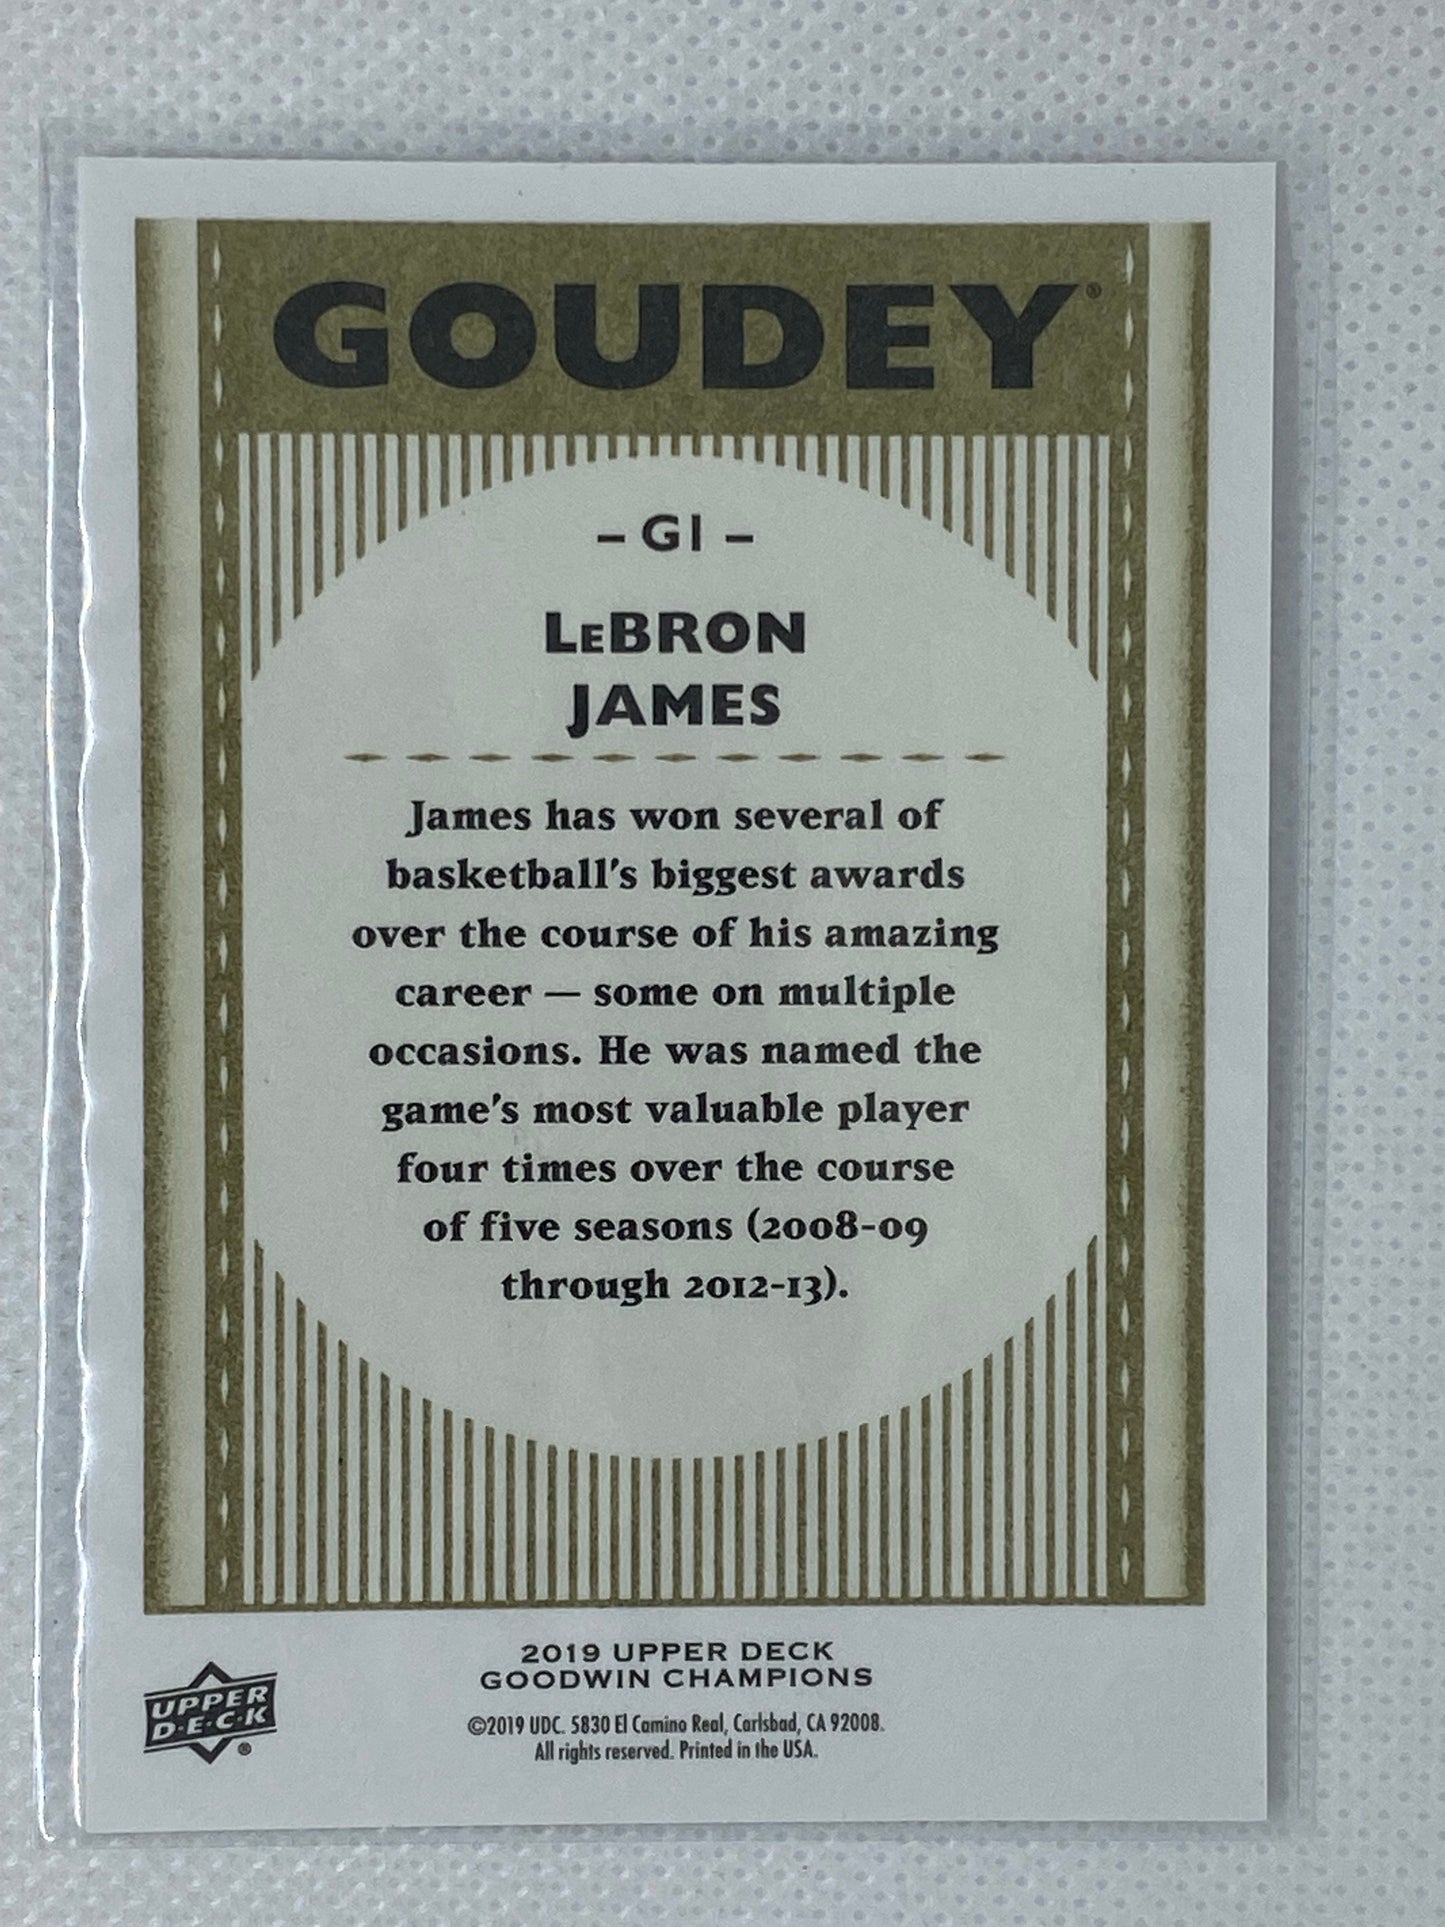 GOUDEY®
– G1 –
LeBRON
JAMES
James has won several of
basketball's biggest awards
over the course of his amazing
career — some on multiple
occasions. He was named the
game's most valuable player
four times over the course
of five seasons (2008-09
through 2012-13).
2019 UPPER DECK
GOODWIN CHAMPIONS
©2019 UDC. 5830 El Camino Real, Carlsbad, CA 92008.
All rights reserved. Printed in the USA.
UPPER
D·E·C·K®